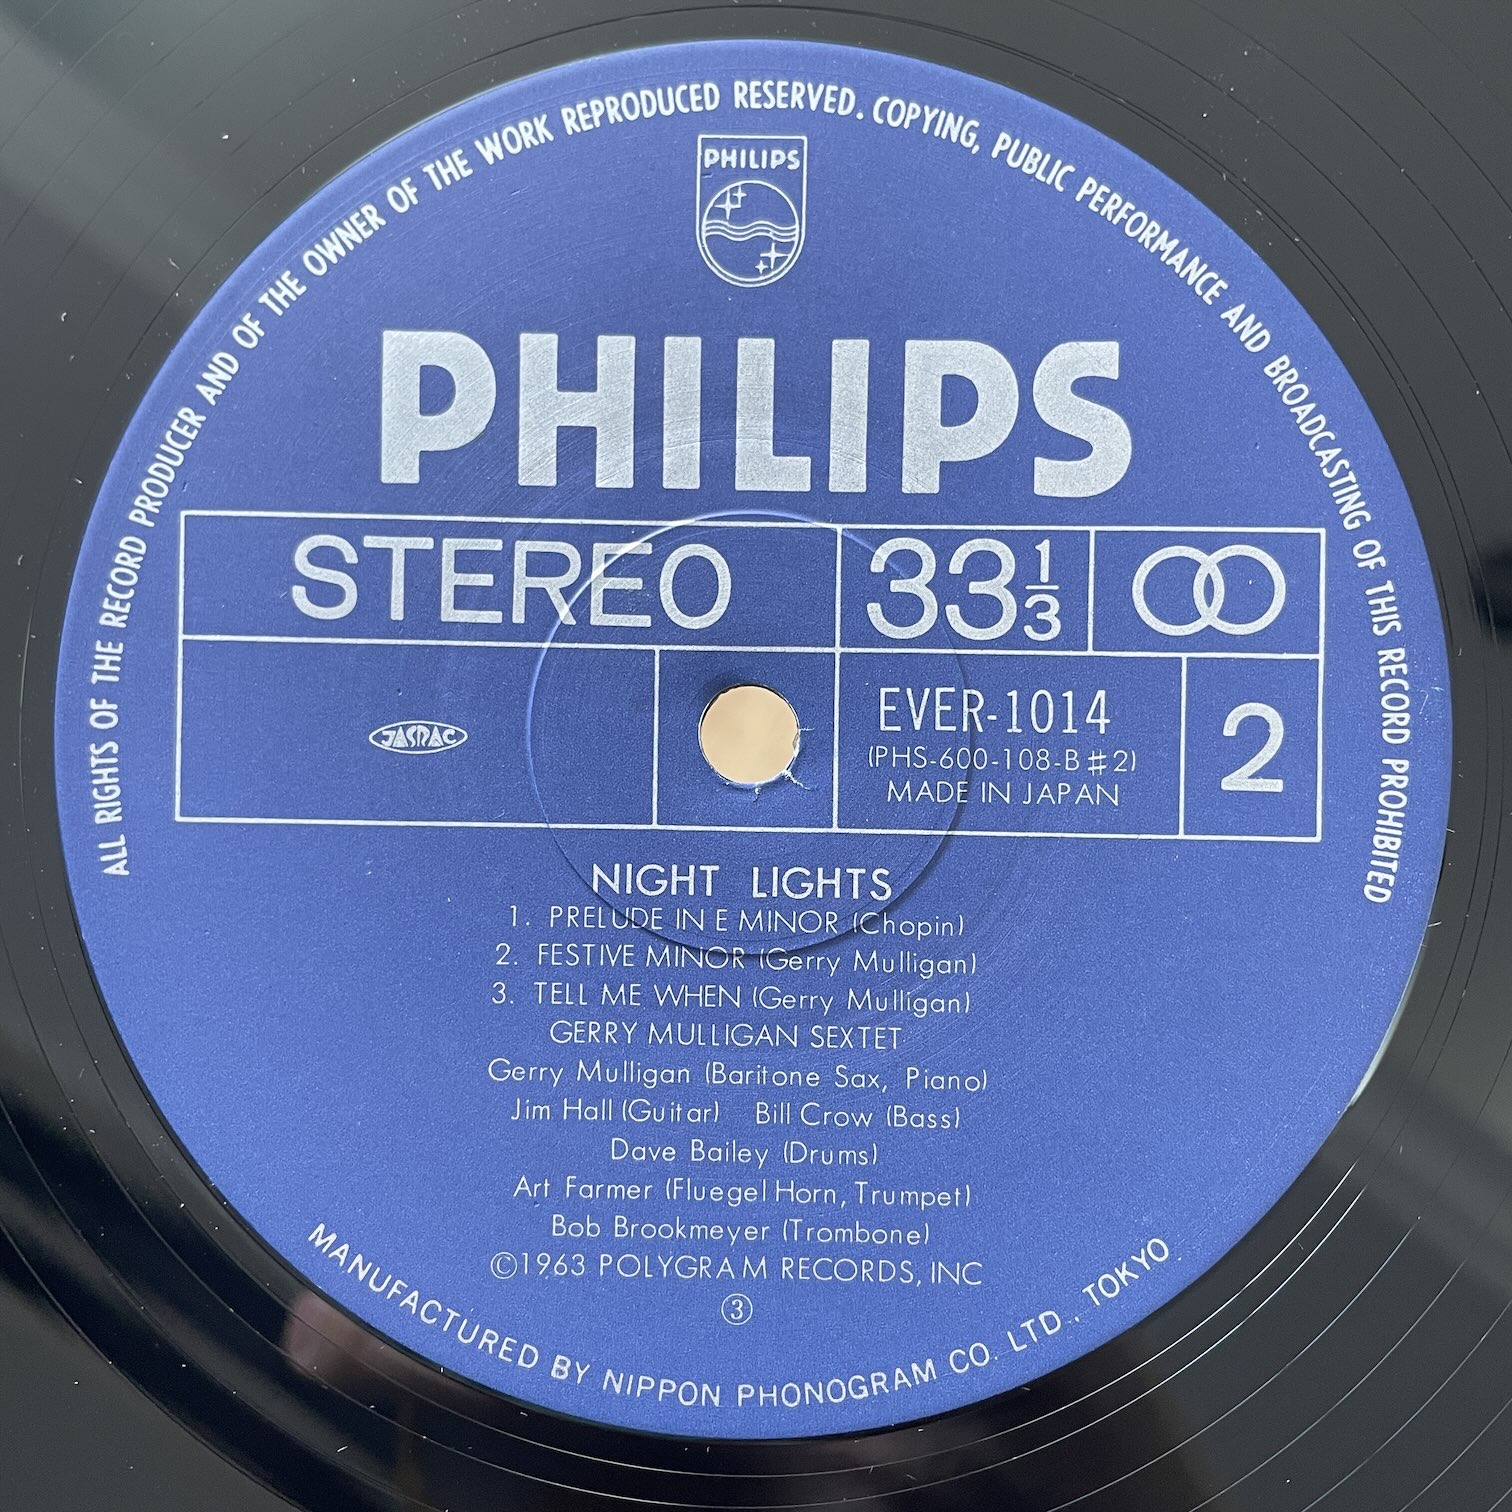 ALL RIGHTS OF THE RECORD PRODUCER AND OF THE OWNER OF THE WORK REPRODUCED RESERVED. COPYING, PUBLIC PERFORMANCE AND BROADCASTING OF THIS RECORD PROHIBITED
PHILIPS
PHILIPS
STEREO
33 1/3
JASRAC
EVER-1014
(PHS-600-108-B#2)
MADE IN JAPAN
2
NIGHT LIGHTS
1. PRELUDE IN E MINOR (Chopin)
2. FESTIVE MINOR (Gerry Mulligan)
3. TELL ME WHEN (Gerry Mulligan)
GERRY MULLIGAN SEXTET
Gerry Mulligan (Baritone Sax, Piano)
Jim Hall (Guitar) Bill Crow (Bass)
Dave Bailey (Drums)
Art Farmer (Fluegel Horn, Trumpet)
Bob Brookmeyer (Trombone)
©1963 POLYGRAM RECORDS, INC
③
MANUFACTURED BY NIPPON PHONOGRAM CO. LTD., TOKYO